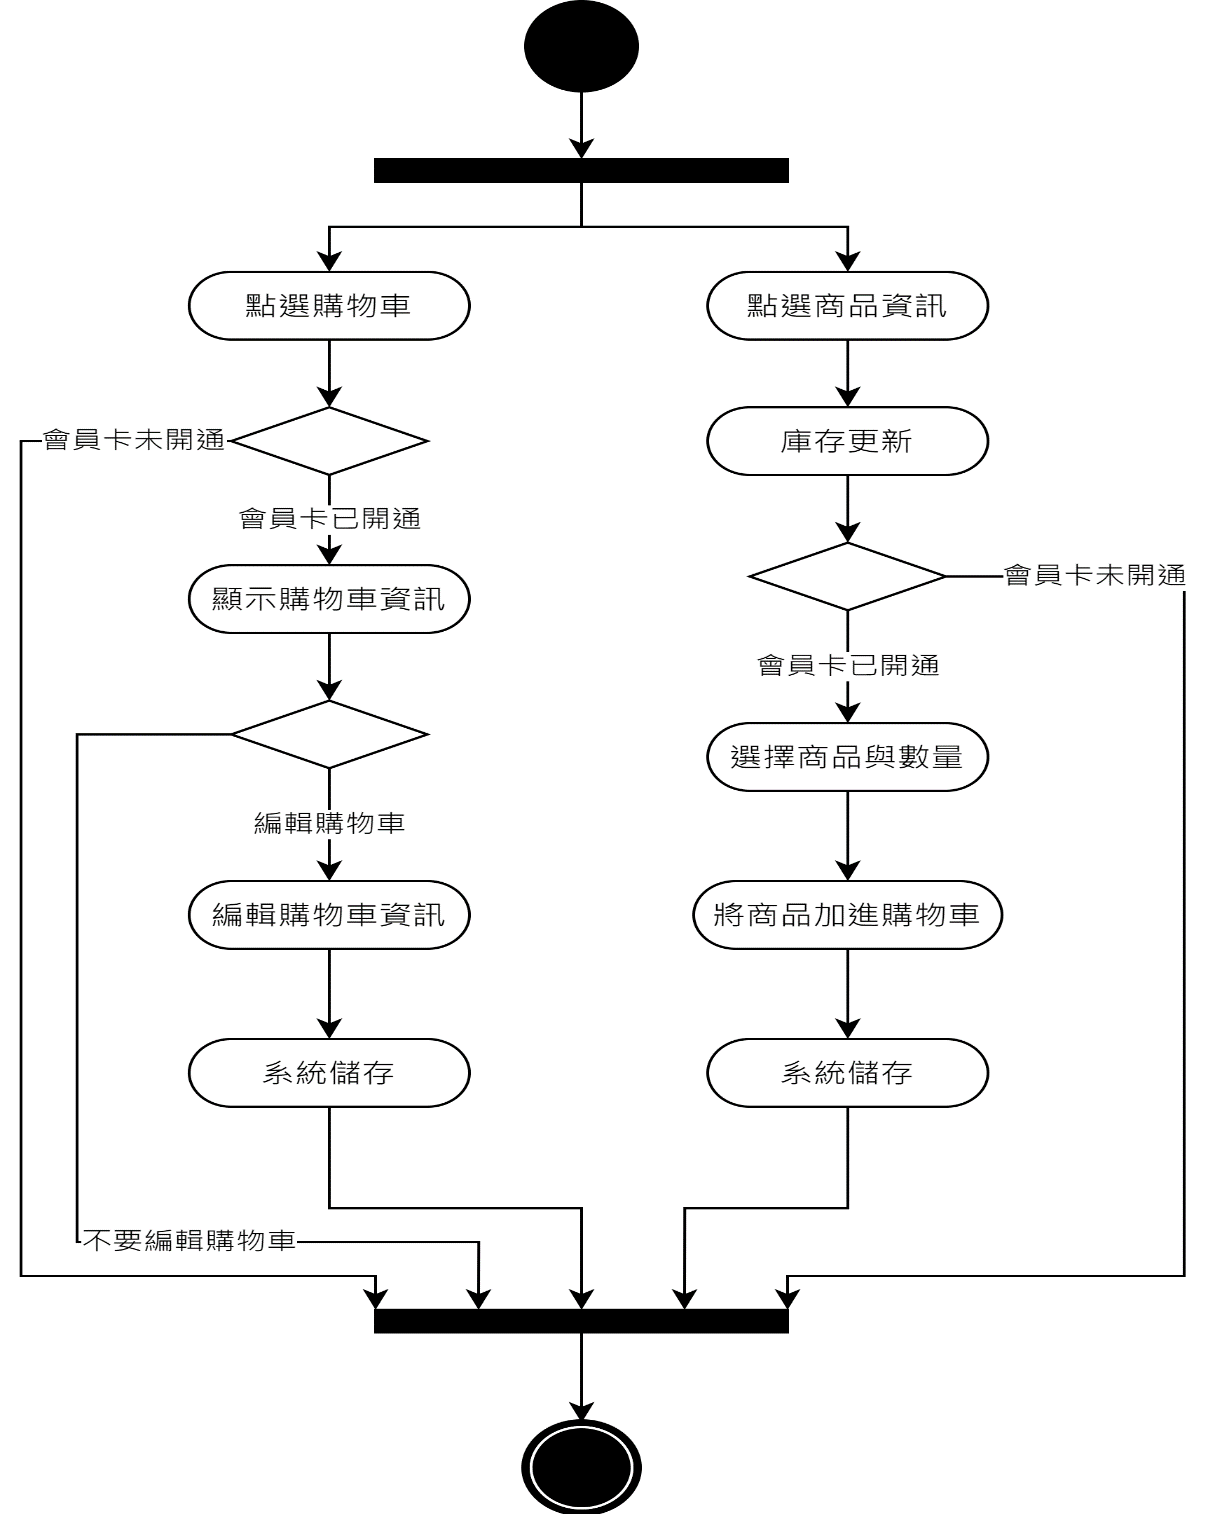 點選購物車
點選商品資訊
會員卡未開通
庫存更新
會員卡已開通
會員卡未開通
顯示購物車資訊
會員卡已開通
選擇商品與數量
編輯購物車
編輯購物車資訊
將商品加進購物車
系統儲存
系統儲存
不要編輯購物車